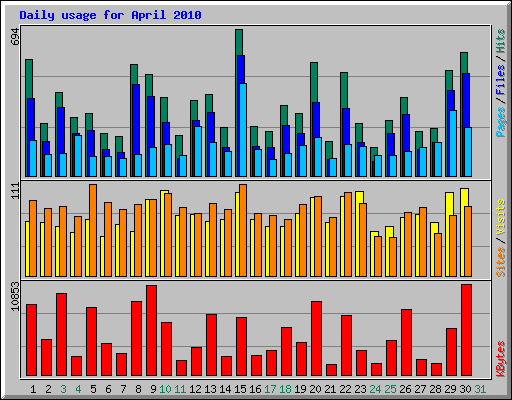 Daily usage for April 2010
694
Pages/Files/Hits
111
Sites/Visits
10853
KBytes
1 2 3 4 5 6 7 8 9 10 11 12 13 14 15 16 17 18 19 20 21 22 23 24 25 26 27 28 29 30 31